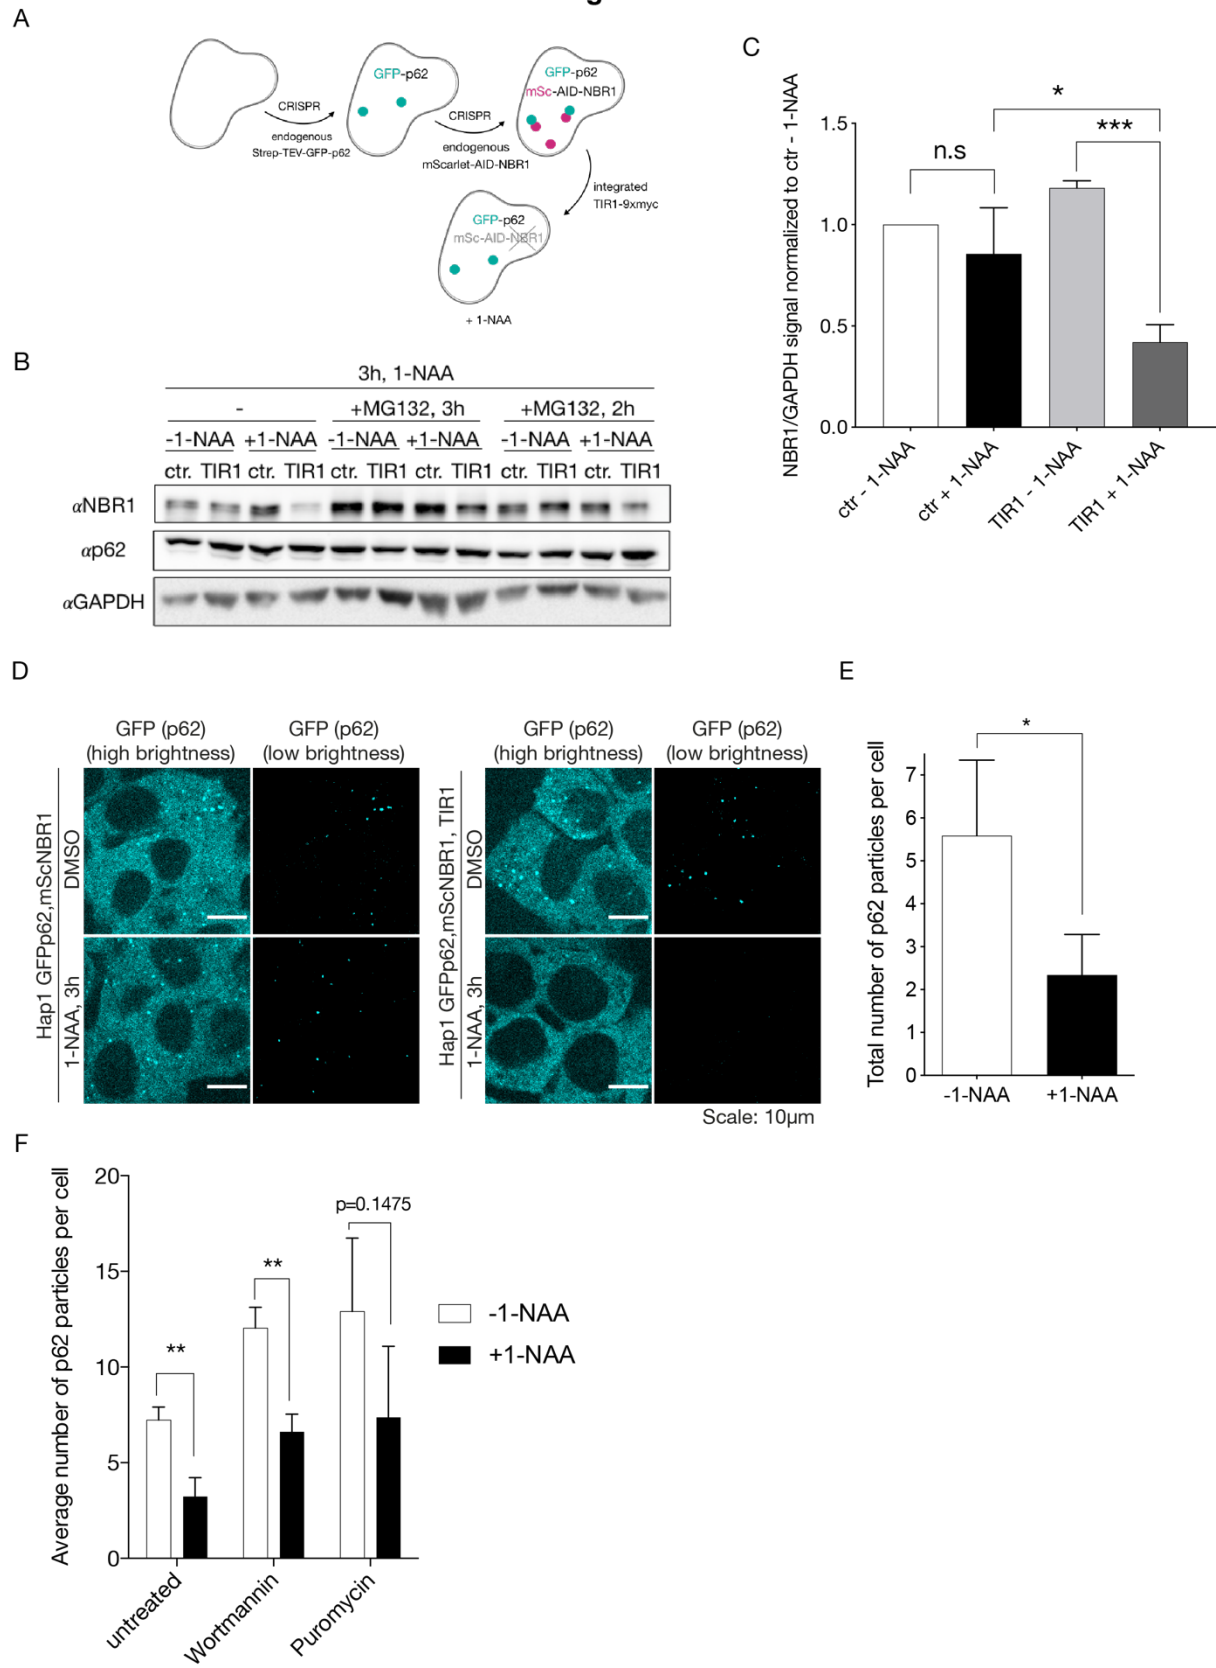 g
A
GFP-p62
CRISPR
endogenous
Strep-TEV-GFP-p62
GFP-p62
mSc-AID-NBR1
CRISPR
endogenous
mScarlet-AID-NBR1
integrated
TIR1-9xmyc
GFP-p62
mSc-AID-NBR1
+ 1-NAA
B
3h, 1-NAA
- +MG132, 3h +MG132, 2h
-1-NAA +1-NAA -1-NAA +1-NAA -1-NAA +1-NAA
ctr. TIR1 ctr. TIR1 ctr. TIR1 ctr. TIR1 ctr. TIR1 ctr. TIR1
αNBR1
αp62
αGAPDH
C
NBR1/GAPDH signal normalized to ctr - 1-NAA
1.5
1.0
0.5
0.0
n.s
*
***
ctr - 1-NAA
ctr + 1-NAA
TIR1 - 1-NAA
TIR1 + 1-NAA
D
GFP (p62)
(high brightness)
GFP (p62)
(low brightness)
GFP (p62)
(high brightness)
GFP (p62)
(low brightness)
Hap1 GFPp62,mScNBR1
DMSO
1-NAA, 3h
Hap1 GFPp62,mScNBR1, TIR1
DMSO
1-NAA, 3h
Scale: 10µm
E
Total number of p62 particles per cell
7
6
5
4
3
2
1
0
*
-1-NAA +1-NAA
F
Average number of p62 particles per cell
20
15
10
5
0
**
**
p=0.1475
-1-NAA
+1-NAA
untreated
Wortmannin
Puromycin